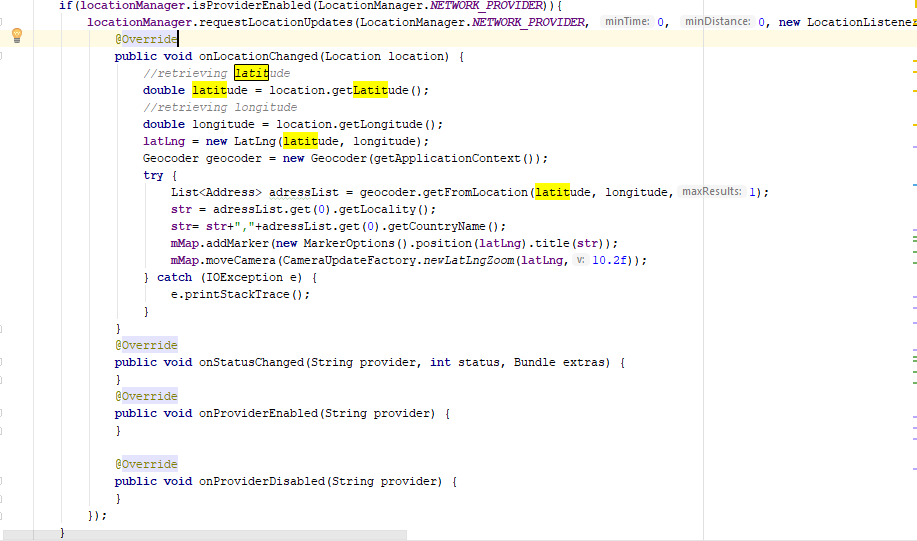 if(locationManager.isProviderEnabled(LocationManager.NETWORK_PROVIDER)){
locationManager.requestLocationUpdates(LocationManager.NETWORK_PROVIDER, minTime: 0, minDistance: 0, new LocationListene
@Override
public void onLocationChanged(Location location) {
//retrieving latitude
double latitude = location.getLatitude();
//retrieving longitude
double longitude = location.getLongitude();
latLng = new LatLng(latitude, longitude);
Geocoder geocoder = new Geocoder(getApplicationContext());
try {
List<Address> adressList = geocoder.getFromLocation(latitude, longitude, maxResults: 1);
str = adressList.get(0).getLocality();
str= str+","+adressList.get(0).getCountryName();
mMap.addMarker(new MarkerOptions().position(latLng).title(str));
mMap.moveCamera(CameraUpdateFactory.newLatLngZoom(latLng, v: 10.2f));
} catch (IOException e) {
e.printStackTrace();
}
}
@Override
public void onStatusChanged(String provider, int status, Bundle extras) {
}
@Override
public void onProviderEnabled(String provider) {
}
@Override
public void onProviderDisabled(String provider) {
}
});
}